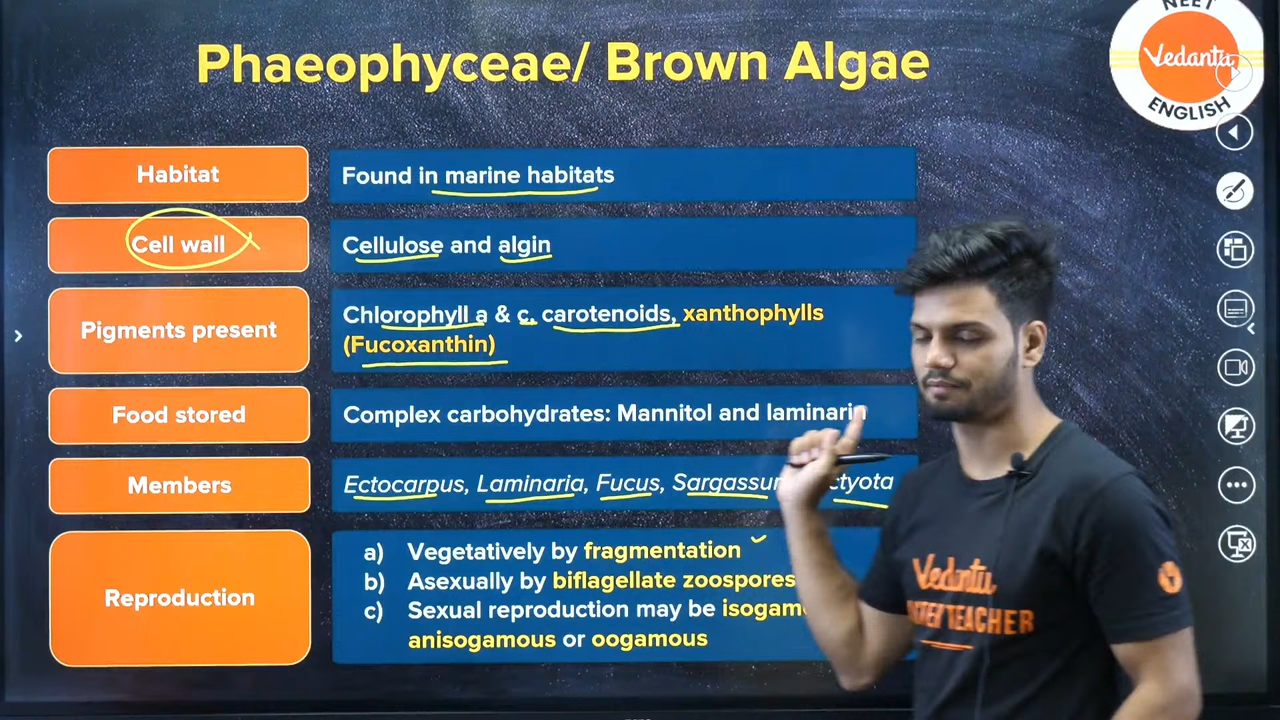 Phaeophyceae/ Brown Algae
NEET
Vedantu
ENGLISH
Habitat
Found in marine habitats
Cell wall
Cellulose and algin
Pigments present
Chlorophyll a & c, carotenoids, xanthophylls
(Fucoxanthin)
Food stored
Complex carbohydrates: Mannitol and laminarin
Members
Ectocarpus, Laminaria, Fucus,
Reproduction
a) Vegetatively by fragmentation
b) Asexually by biflagellate zoospores
c) Sexual reproduction may be
anisogamous or oogamous
Vedantu
TEACHER